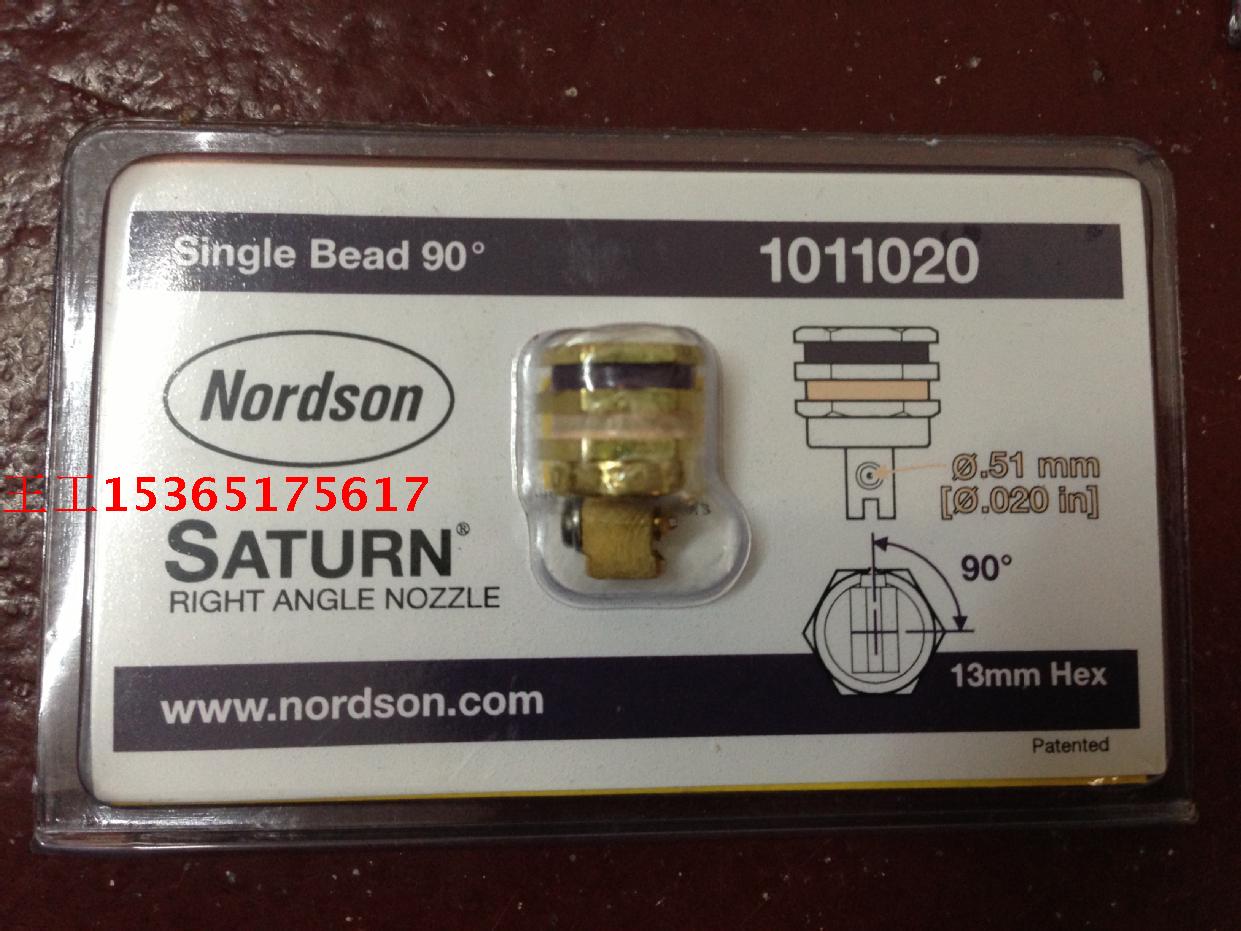 Single Bead 90°
1011020
Nordson
王工15365175617
SATURN®
RIGHT ANGLE NOZZLE
Ø.51 mm
[Ø.020 in]
90°
13mm Hex
www.nordson.com
Patented